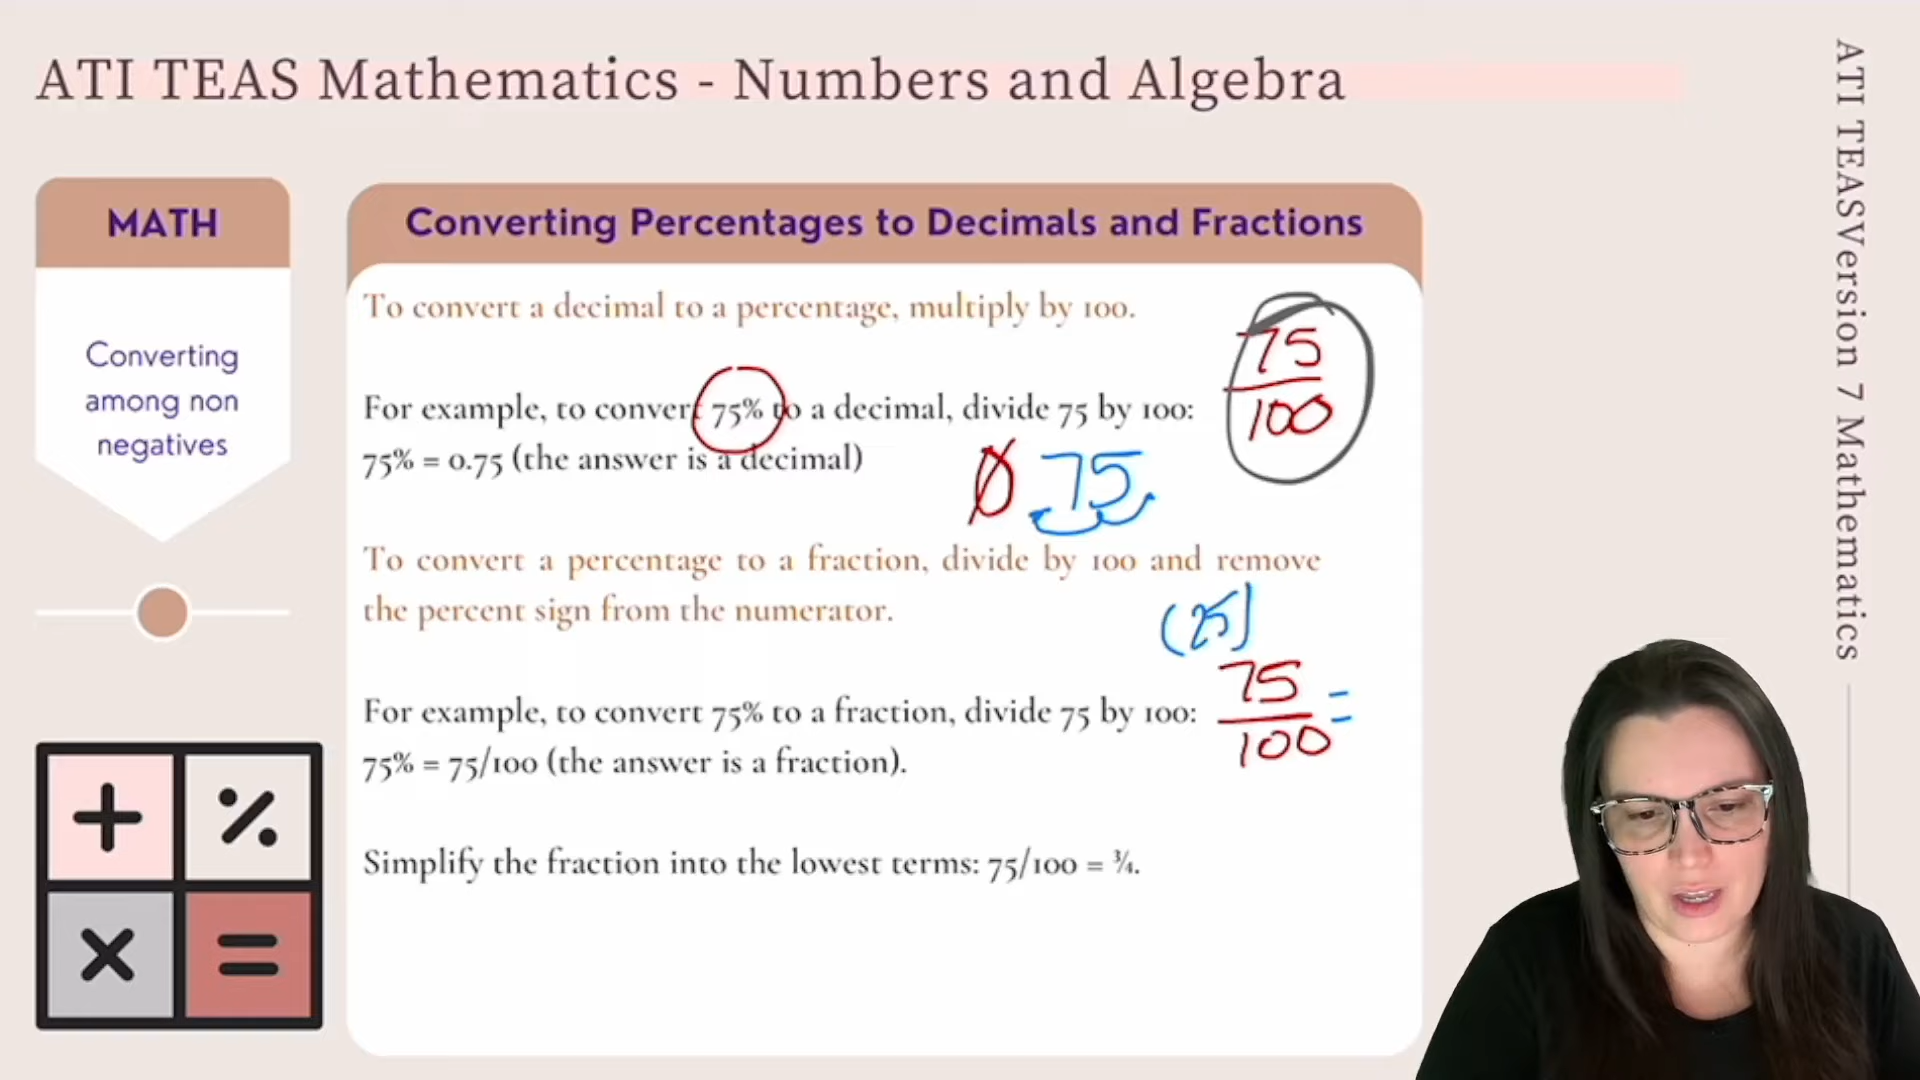 ATI TEAS Mathematics - Numbers and Algebra
MATH
Converting
among non
negatives
Converting Percentages to Decimals and Fractions
To convert a decimal to a percentage, multiply by 100.
75
100
For example, to convert 75% to a decimal, divide 75 by 100:
75% = 0.75 (the answer is a decimal)
0 75
To convert a percentage to a fraction, divide by 100 and remove
the percent sign from the numerator.
(25)
75
100 =
For example, to convert 75% to a fraction, divide 75 by 100:
75% = 75/100 (the answer is a fraction).
Simplify the fraction into the lowest terms: 75/100 = ¾.
+ %
× =
ATI TEASVersion 7 Mathematics